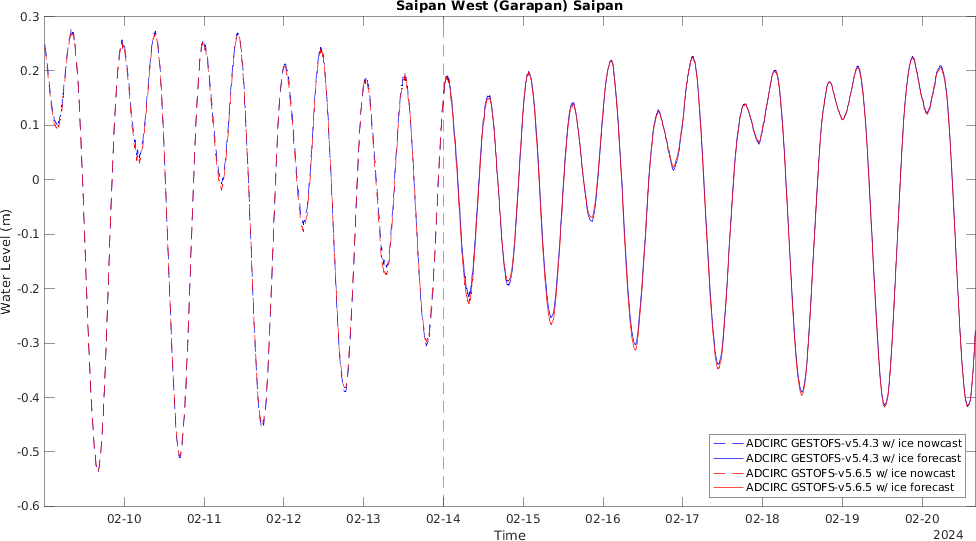 Saipan West (Garapan) Saipan
0.3
0.2
0.1
0
-0.1
-0.2
-0.3
-0.4
-0.5
-0.6
Water Level (m)
ADCIRC GESTOFS-v5.4.3 w/ ice nowcast
ADCIRC GESTOFS-v5.4.3 w/ ice forecast
ADCIRC GSTOFS-v5.6.5 w/ ice nowcast
ADCIRC GSTOFS-v5.6.5 w/ ice forecast
02-10 02-11 02-12 02-13 02-14 02-15 02-16 02-17 02-18 02-19 02-20
Time
2024